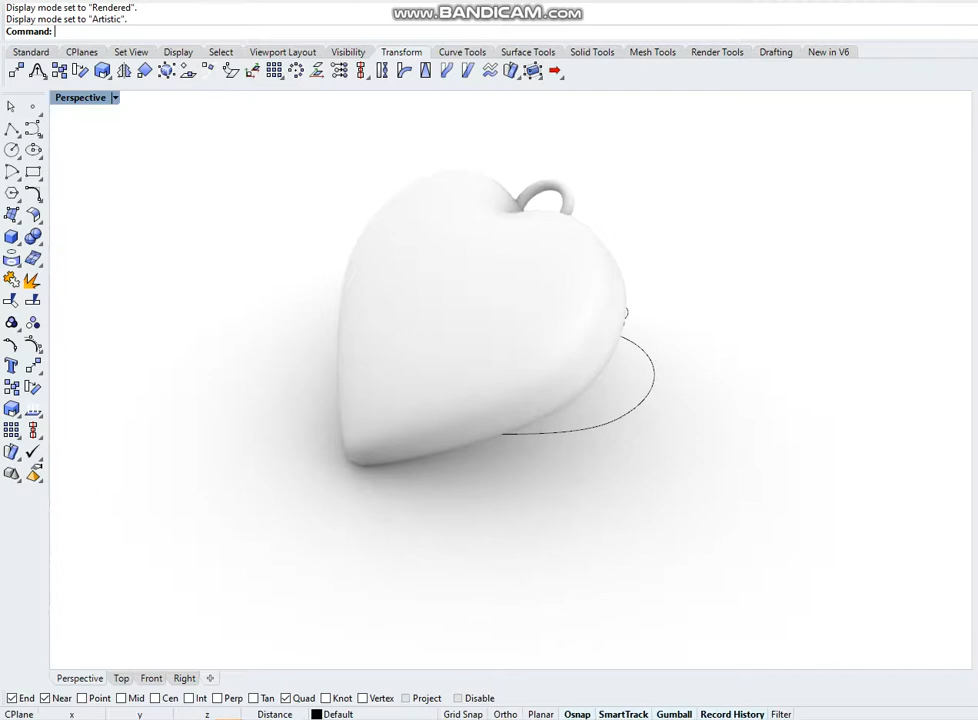 Display mode set to "Rendered".
Display mode set to "Artistic".
www.BANDICAM.com
Command:
Standard CPlanes Set View Display Select Viewport Layout Visibility Transform Curve Tools Surface Tools Solid Tools Mesh Tools Render Tools Drafting New in V6
Perspective
Perspective Top Front Right
End Near Point Mid Cen Int Perp Tan Quad Knot Vertex Project Disable
CPlane x y z Distance Default Grid Snap Ortho Planar Osnap SmartTrack Gumball Record History Filter